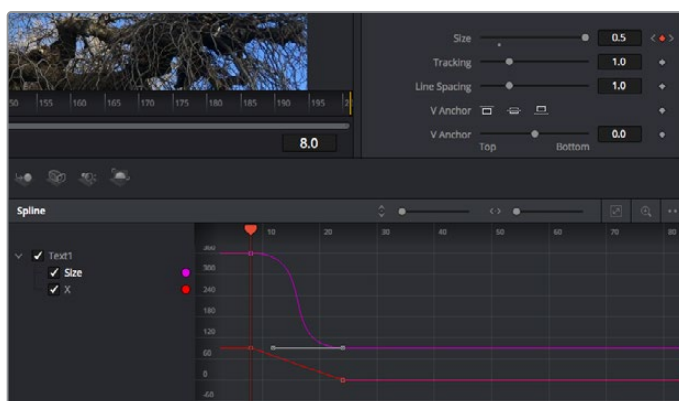 Size 0.5
Tracking 1.0
Line Spacing 1.0
V Anchor
V Anchor 0.0
Top Bottom
50 155 160 165 170 175 180 185 190 195
8.0
Spline
10 20 30 40 50 60 70 80
Text1
Size
X
360
300
240
180
120
60
0
-60